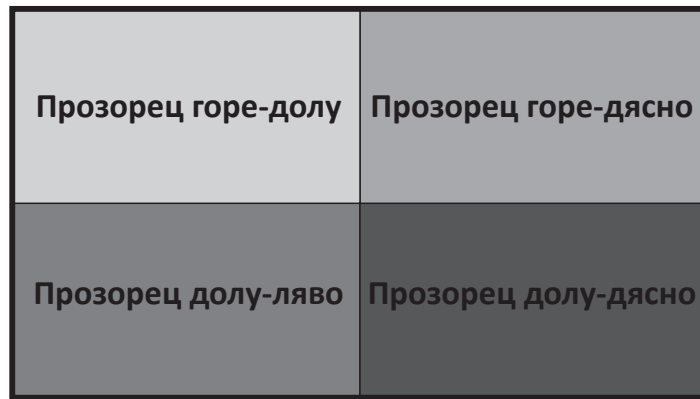 Прозорец горе-долу
Прозорец горе-дясно
Прозорец долу-ляво
Прозорец долу-дясно